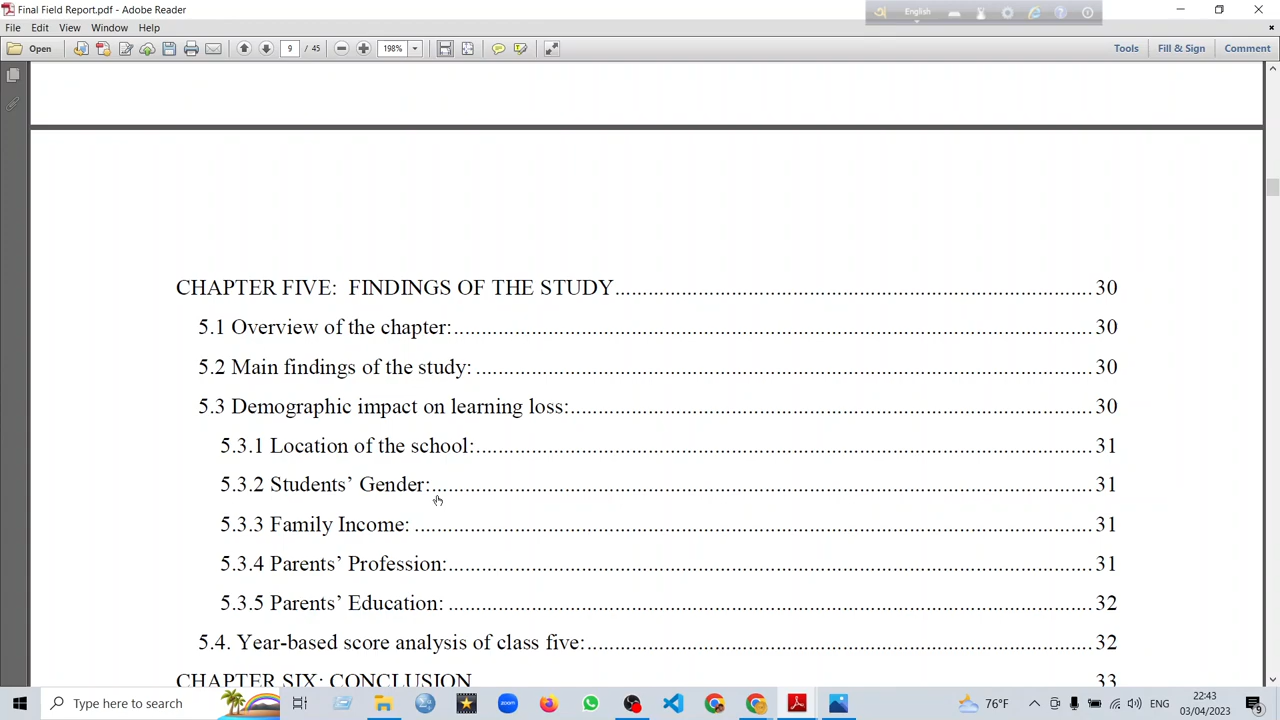 Final Field Report.pdf - Adobe Reader
English
File Edit View Window Help
Open
9 / 45
198%
Tools Fill & Sign Comment
CHAPTER FIVE: FINDINGS OF THE STUDY..........30
5.1 Overview of the chapter:..........30
5.2 Main findings of the study: ..........30
5.3 Demographic impact on learning loss:..........30
5.3.1 Location of the school:..........31
5.3.2 Students’ Gender:..........31
5.3.3 Family Income: ..........31
5.3.4 Parents’ Profession:..........31
5.3.5 Parents’ Education: ..........32
5.4. Year-based score analysis of class five:..........32
CHAPTER SIX: CONCLUSION 33
Type here to search
zoom
76°F
ENG
22:43
03/04/2023
9